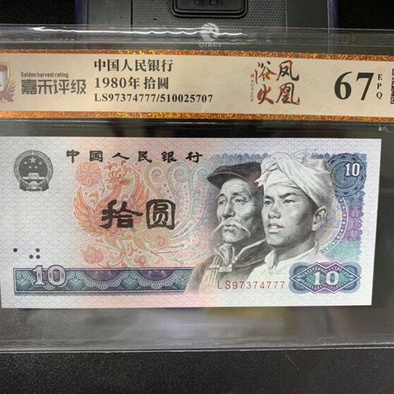 Golden harvest rating
嘉禾评级
中国人民银行
1980年 拾圆
LS97374777/510025707
凤凰
浴火
67 EPQ
中国人民银行
10
拾圆
10
LS97374777
10